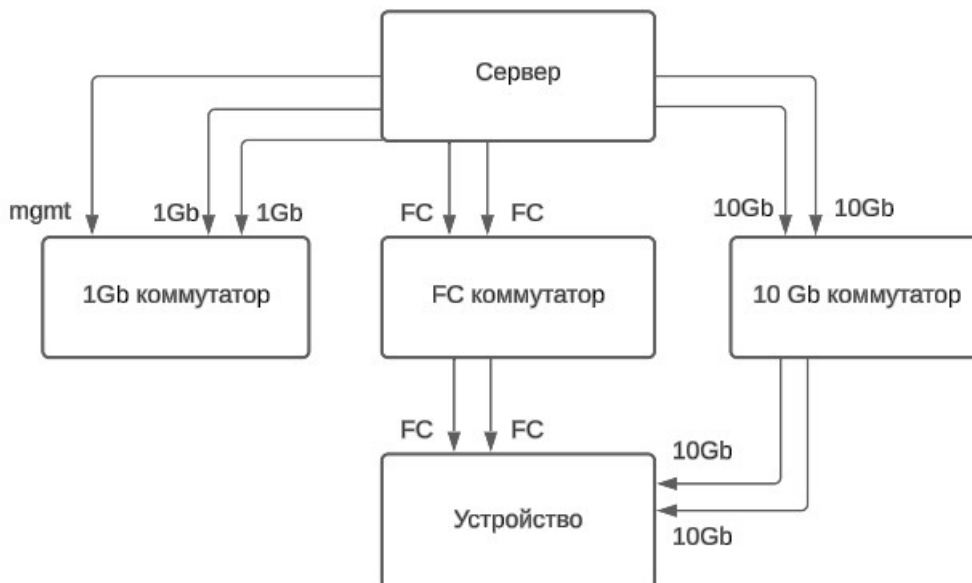 Сервер
mgmt
1Gb
1Gb
FC
FC
10Gb
10Gb
1Gb коммутатор
FC коммутатор
10 Gb коммутатор
FC
FC
10Gb
Устройство
10Gb